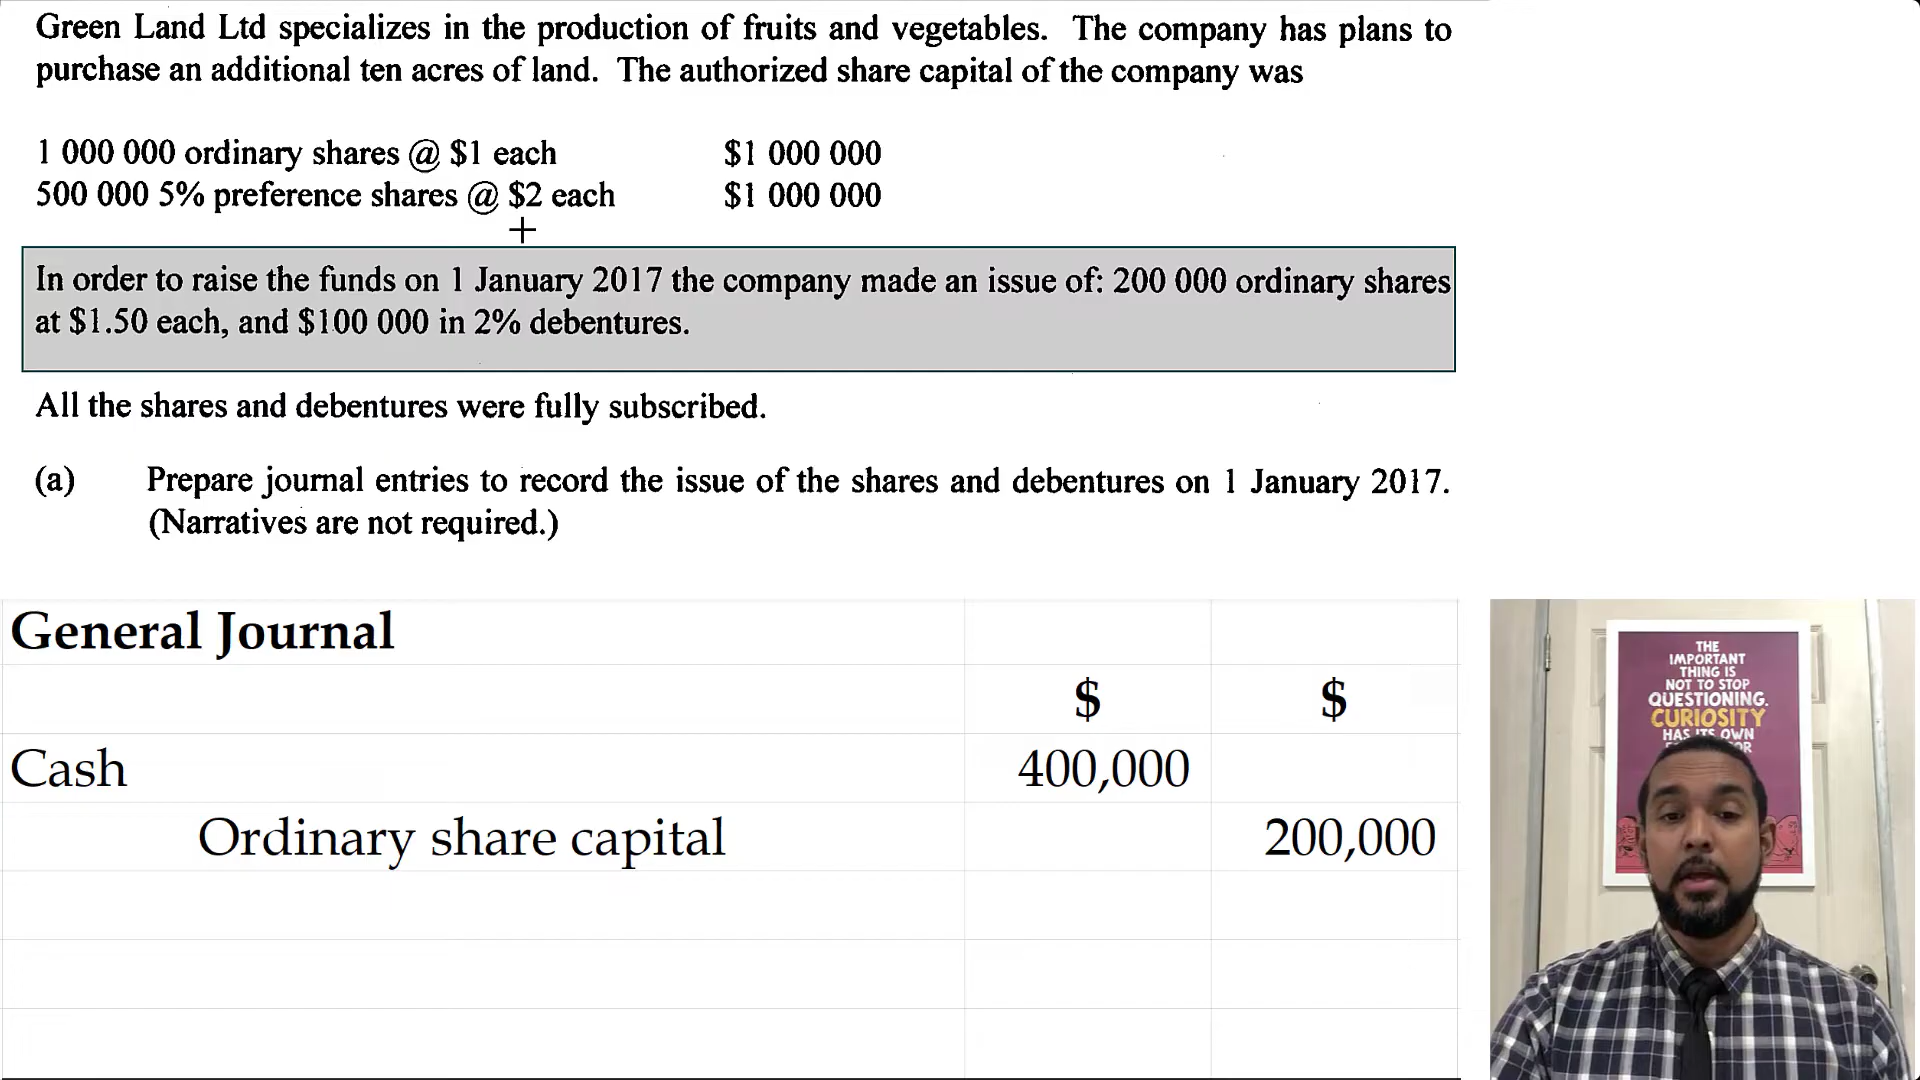 Green Land Ltd specializes in the production of fruits and vegetables. The company has plans to
purchase an additional ten acres of land. The authorized share capital of the company was
1 000 000 ordinary shares @ $1 each $1 000 000
500 000 5% preference shares @ $2 each $1 000 000
In order to raise the funds on 1 January 2017 the company made an issue of: 200 000 ordinary shares
at $1.50 each, and $100 000 in 2% debentures.
All the shares and debentures were fully subscribed.
(a) Prepare journal entries to record the issue of the shares and debentures on 1 January 2017.
(Narratives are not required.)
General Journal
$ $
Cash 400,000
Ordinary share capital 200,000
THE
IMPORTANT
THING IS
NOT TO STOP
QUESTIONING.
CURIOSITY
HAS ITS OWN